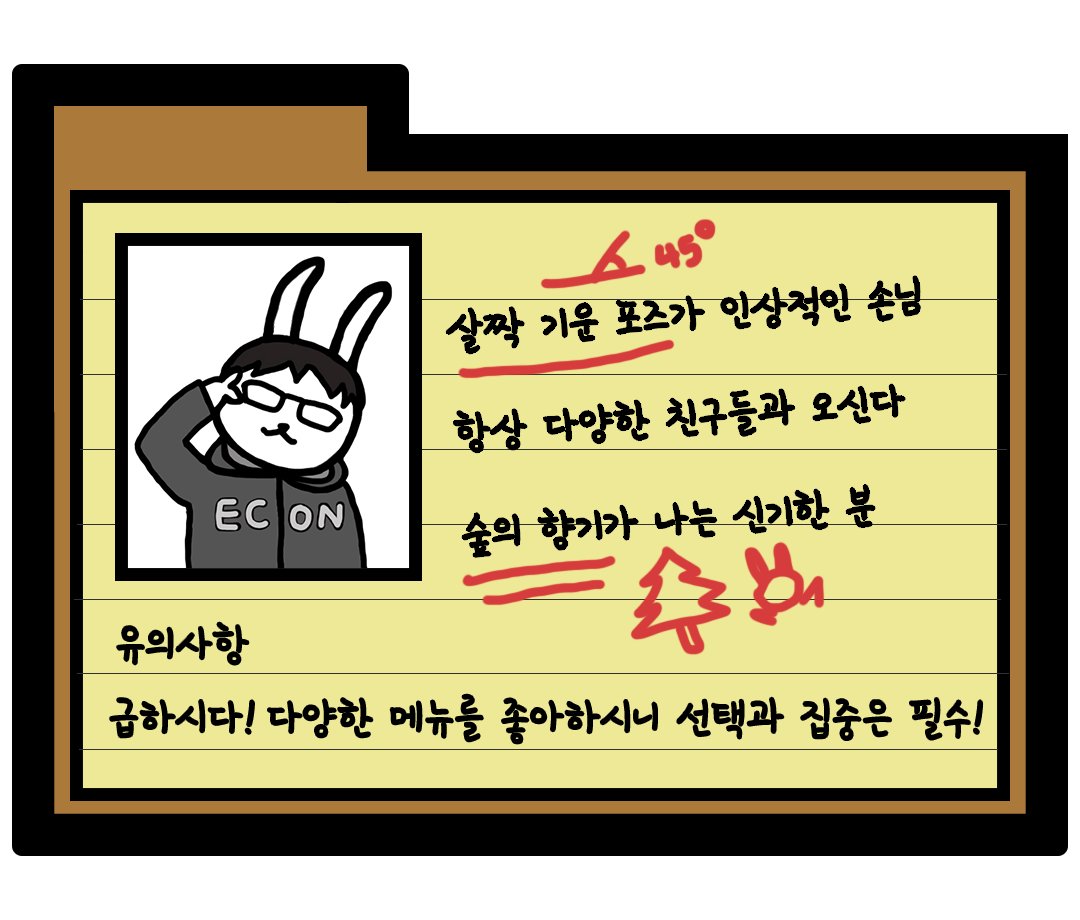 45°
살짝 기운 포즈가 인상적인 손님
항상 다양한 친구들과 오신다
ECON
숲의 향기가 나는 신기한 분
유의사항
급하시다! 다양한 메뉴를 좋아하시니 선택과 집중은 필수!